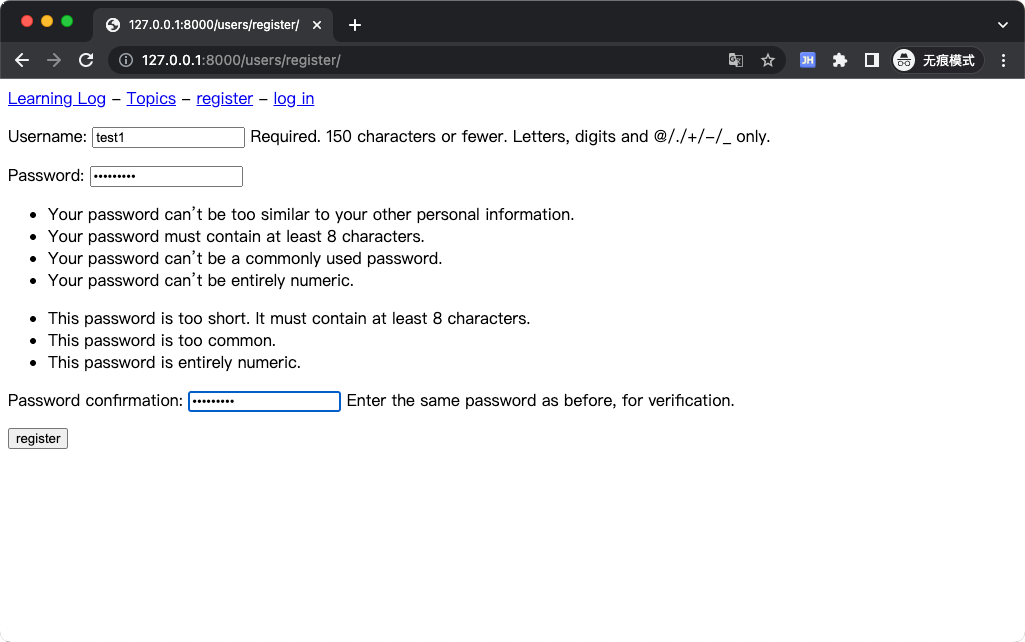 127.0.0.1:8000/users/register/
127.0.0.1:8000/users/register/ JH 无痕模式
Learning Log - Topics - register - log in
Username: test1 Required. 150 characters or fewer. Letters, digits and @/./+/-/_ only.
Password: •••••••••
• Your password can't be too similar to your other personal information.
• Your password must contain at least 8 characters.
• Your password can't be a commonly used password.
• Your password can't be entirely numeric.
• This password is too short. It must contain at least 8 characters.
• This password is too common.
• This password is entirely numeric.
Password confirmation: ••••••••• Enter the same password as before, for verification.
register